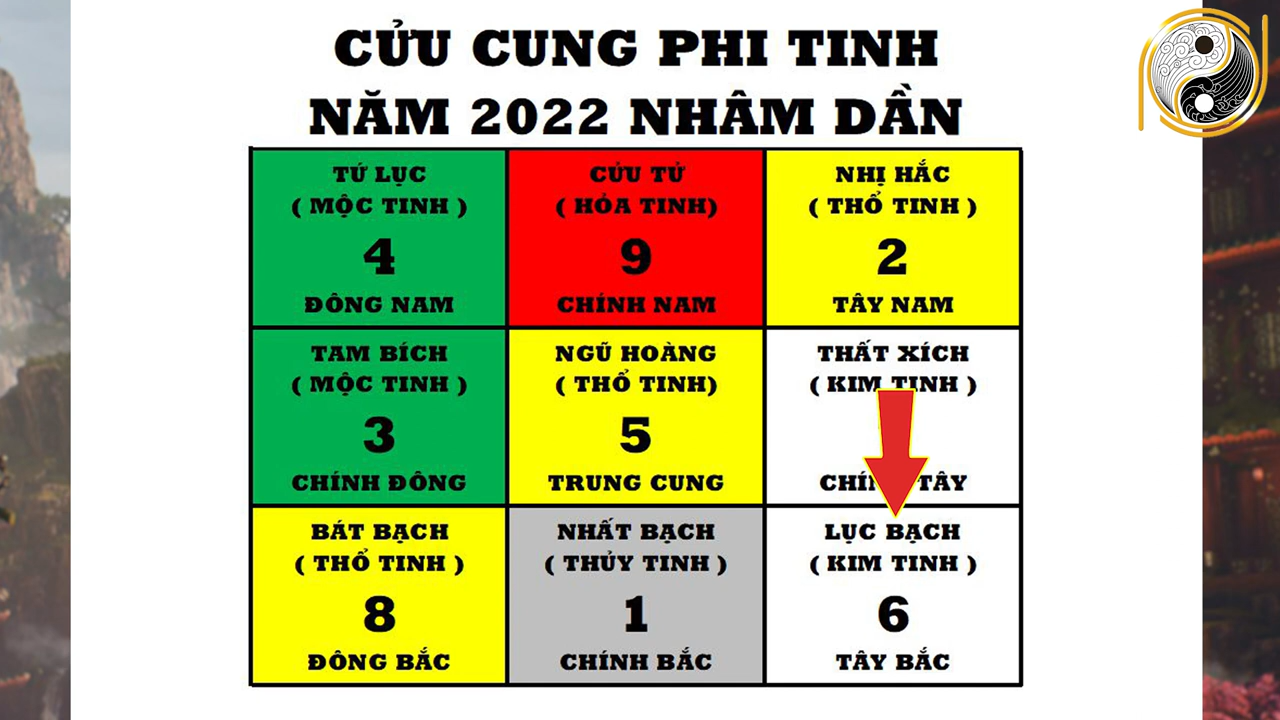 CỬU CUNG PHI TINH
NĂM 2022 NHÂM DẦN
TỨ LỤC
( MỘC TINH )
4
ĐÔNG NAM
CỬU TỬ
( HỎA TINH)
9
CHÍNH NAM
NHỊ HẮC
( THỔ TINH )
2
TÂY NAM
TAM BÍCH
( MỘC TINH )
3
CHÍNH ĐÔNG
NGŨ HOÀNG
( THỔ TINH)
5
TRUNG CUNG
THẤT XÍCH
( KIM TINH )
TÂY
BÁT BẠCH
( THỔ TINH )
8
ĐÔNG BẮC
NHẤT BẠCH
( THỦY TINH )
1
CHÍNH BẮC
LỤC BẠCH
( KIM TINH )
6
TÂY BẮC